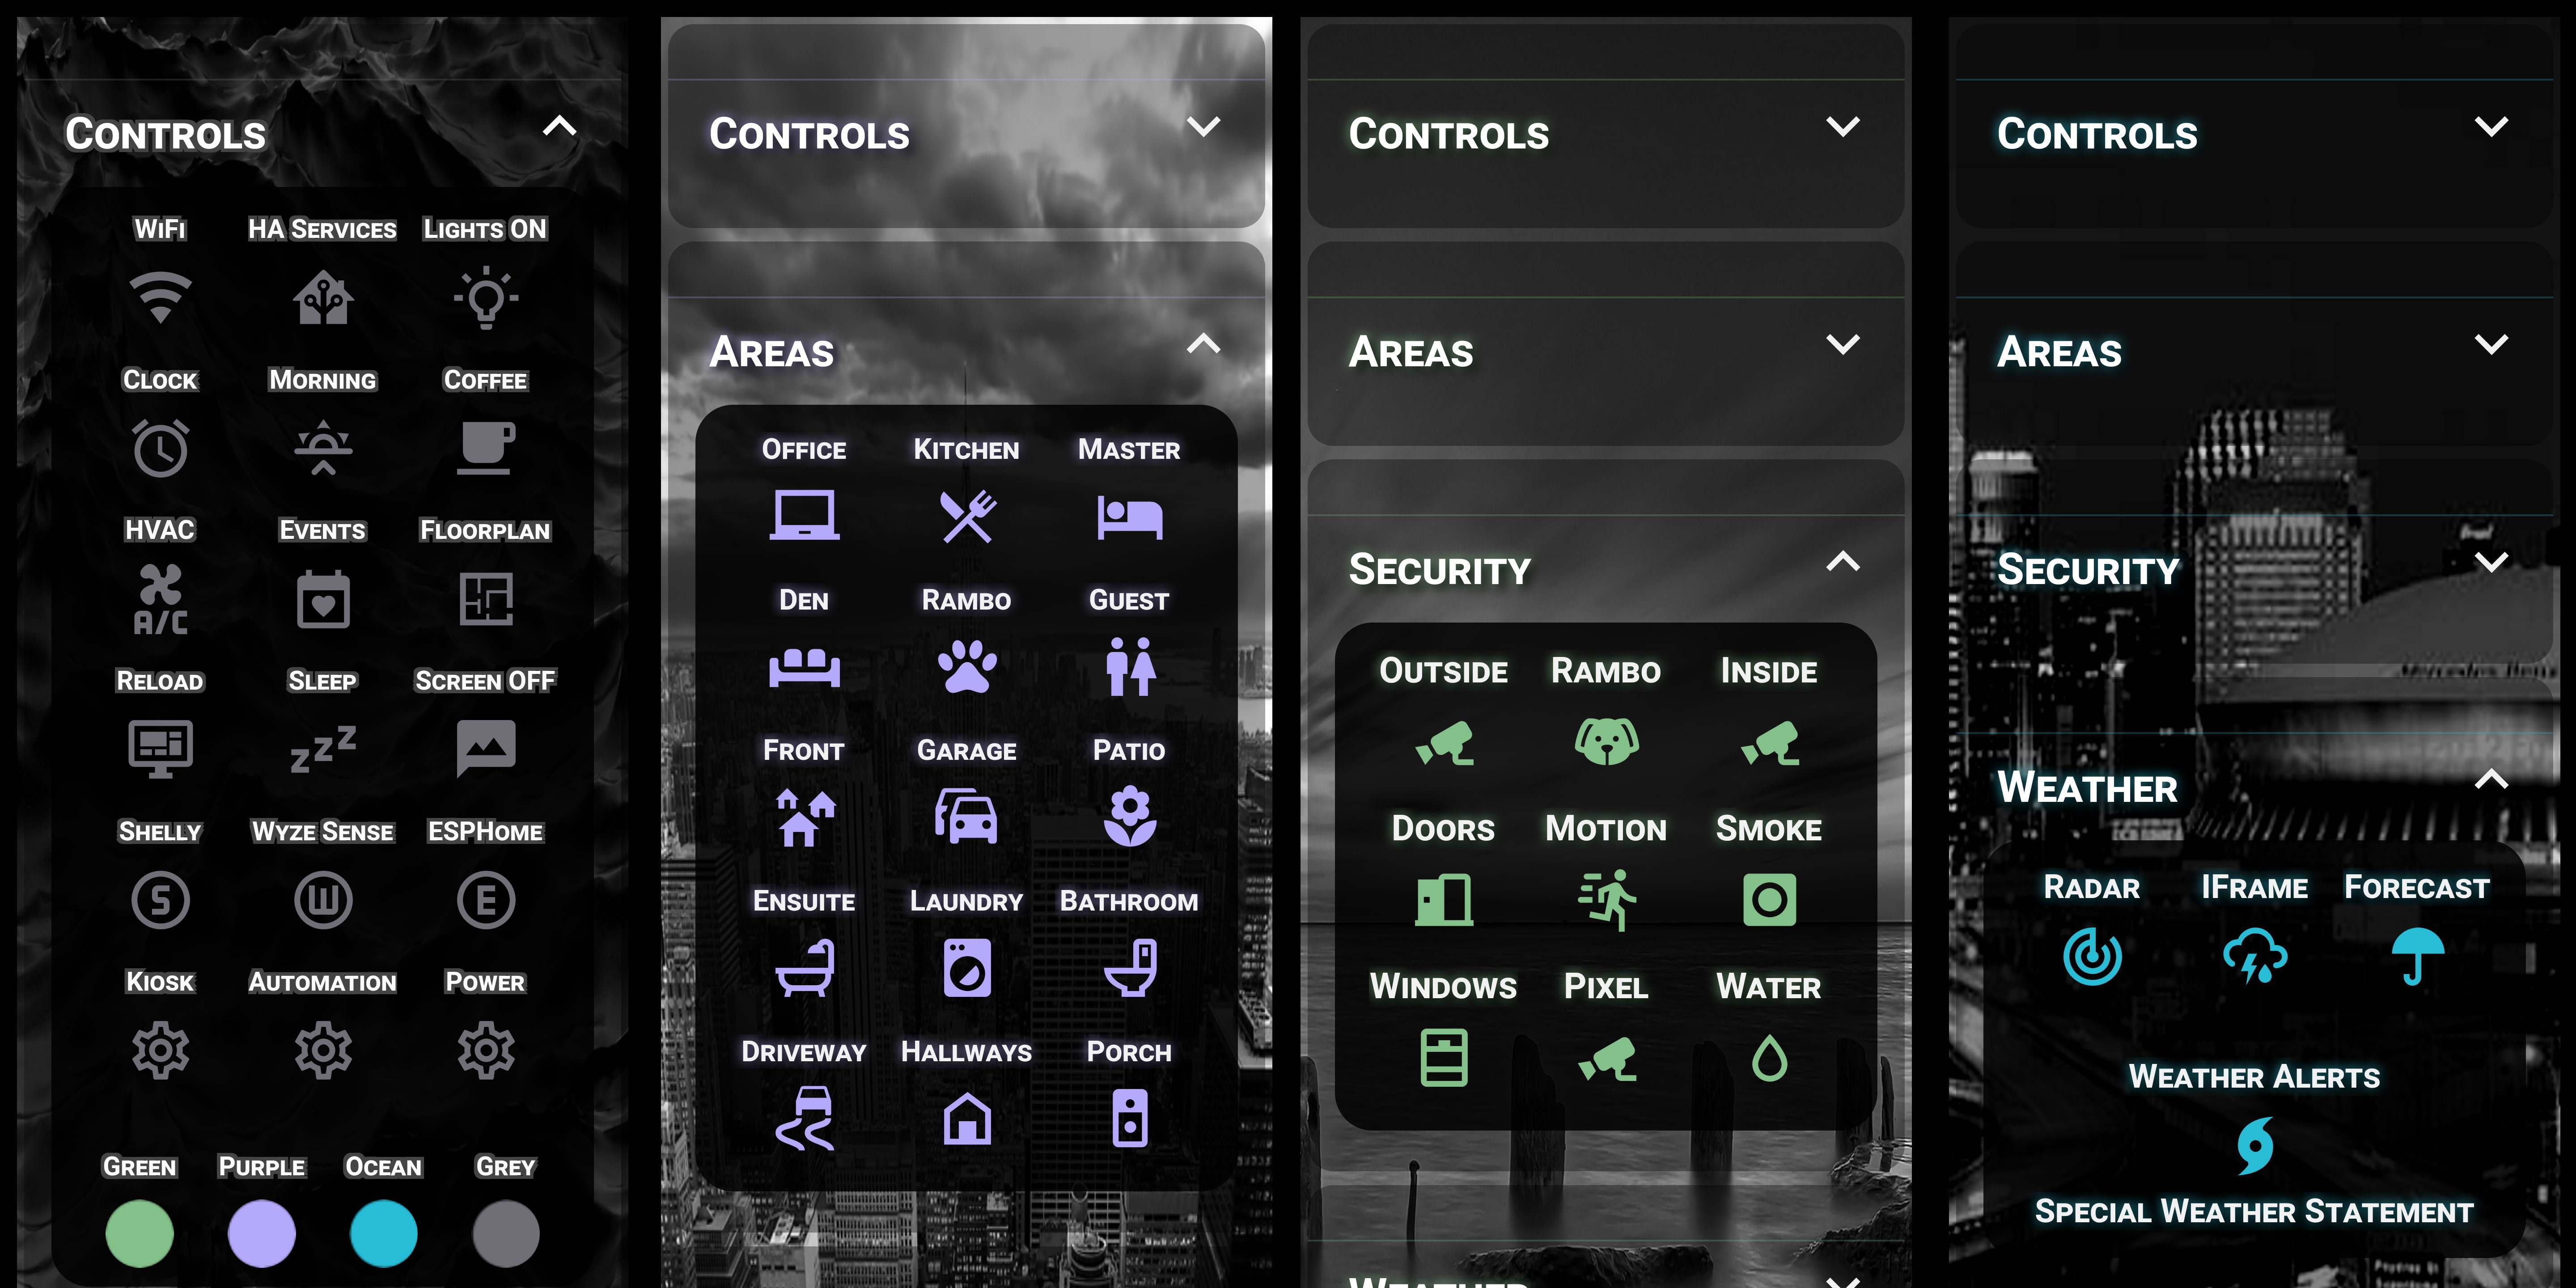 Controls
WiFi HA Services Lights ON
Clock Morning Coffee
HVAC Events Floorplan
A/C
Reload Sleep Screen OFF
z z z
Shelly Wyze Sense ESPHome
S W E
Kiosk Automation Power
Green Purple Ocean Grey
Controls
Areas
Office Kitchen Master
Den Rambo Guest
Front Garage Patio
Ensuite Laundry Bathroom
Driveway Hallways Porch
Controls
Areas
Security
Outside Rambo Inside
Doors Motion Smoke
Windows Pixel Water
Weather
Controls
Areas
Security
Weather
Radar IFrame Forecast
Weather Alerts
Special Weather Statement